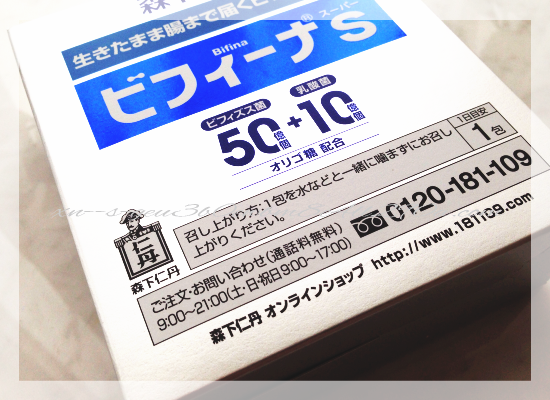 生きたまま腸まで届くビ
Bifina
ビフィーナ®S
スーパー
ビフィズス菌 乳酸菌
50億個+10億個
オリゴ糖 配合
1日目安
1包
召し上がり方:1包を水などと一緒に噛まずにお召し
上がりください。
仁丹
森下仁丹
ご注文・お問い合わせ(通話料無料)
0120-181-109
9:00~21:00(土・日・祝日9:00~17:00)
森下仁丹 オンラインショップ http://www.181109.com